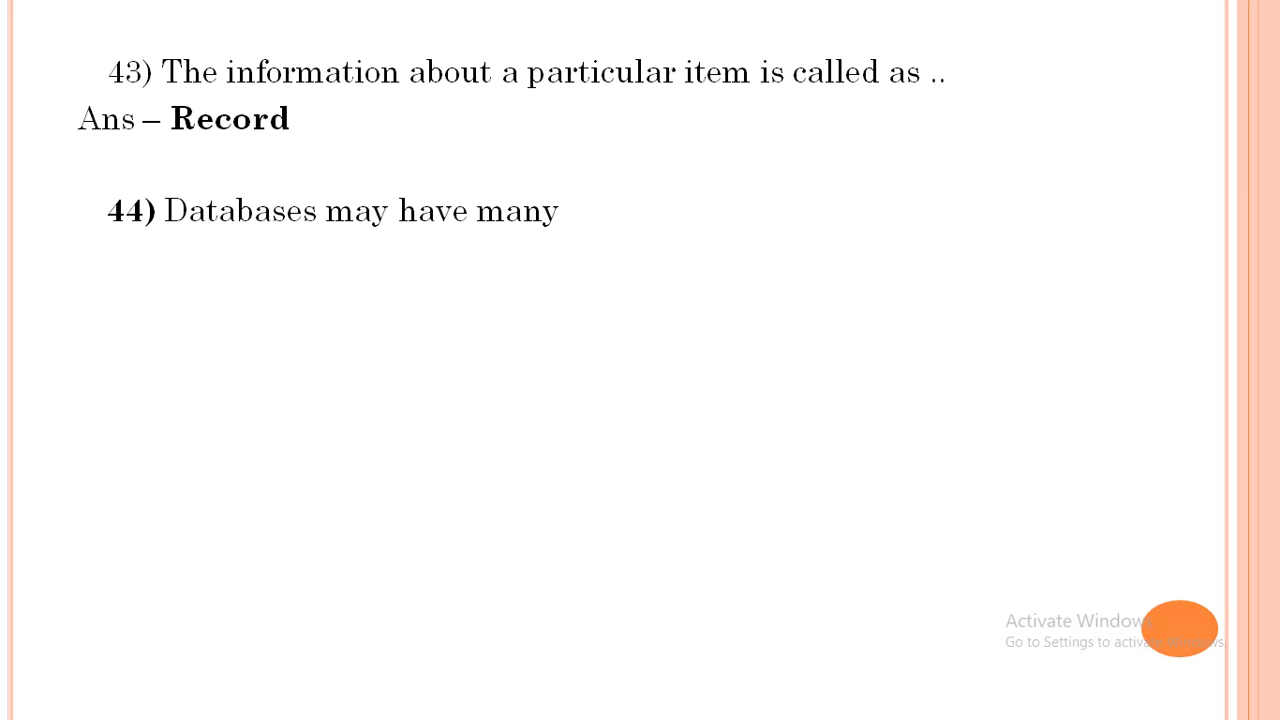 43) The information about a particular item is called as ..
Ans – Record
44) Databases may have many
Activate Windows
Go to Settings to activate Windows.